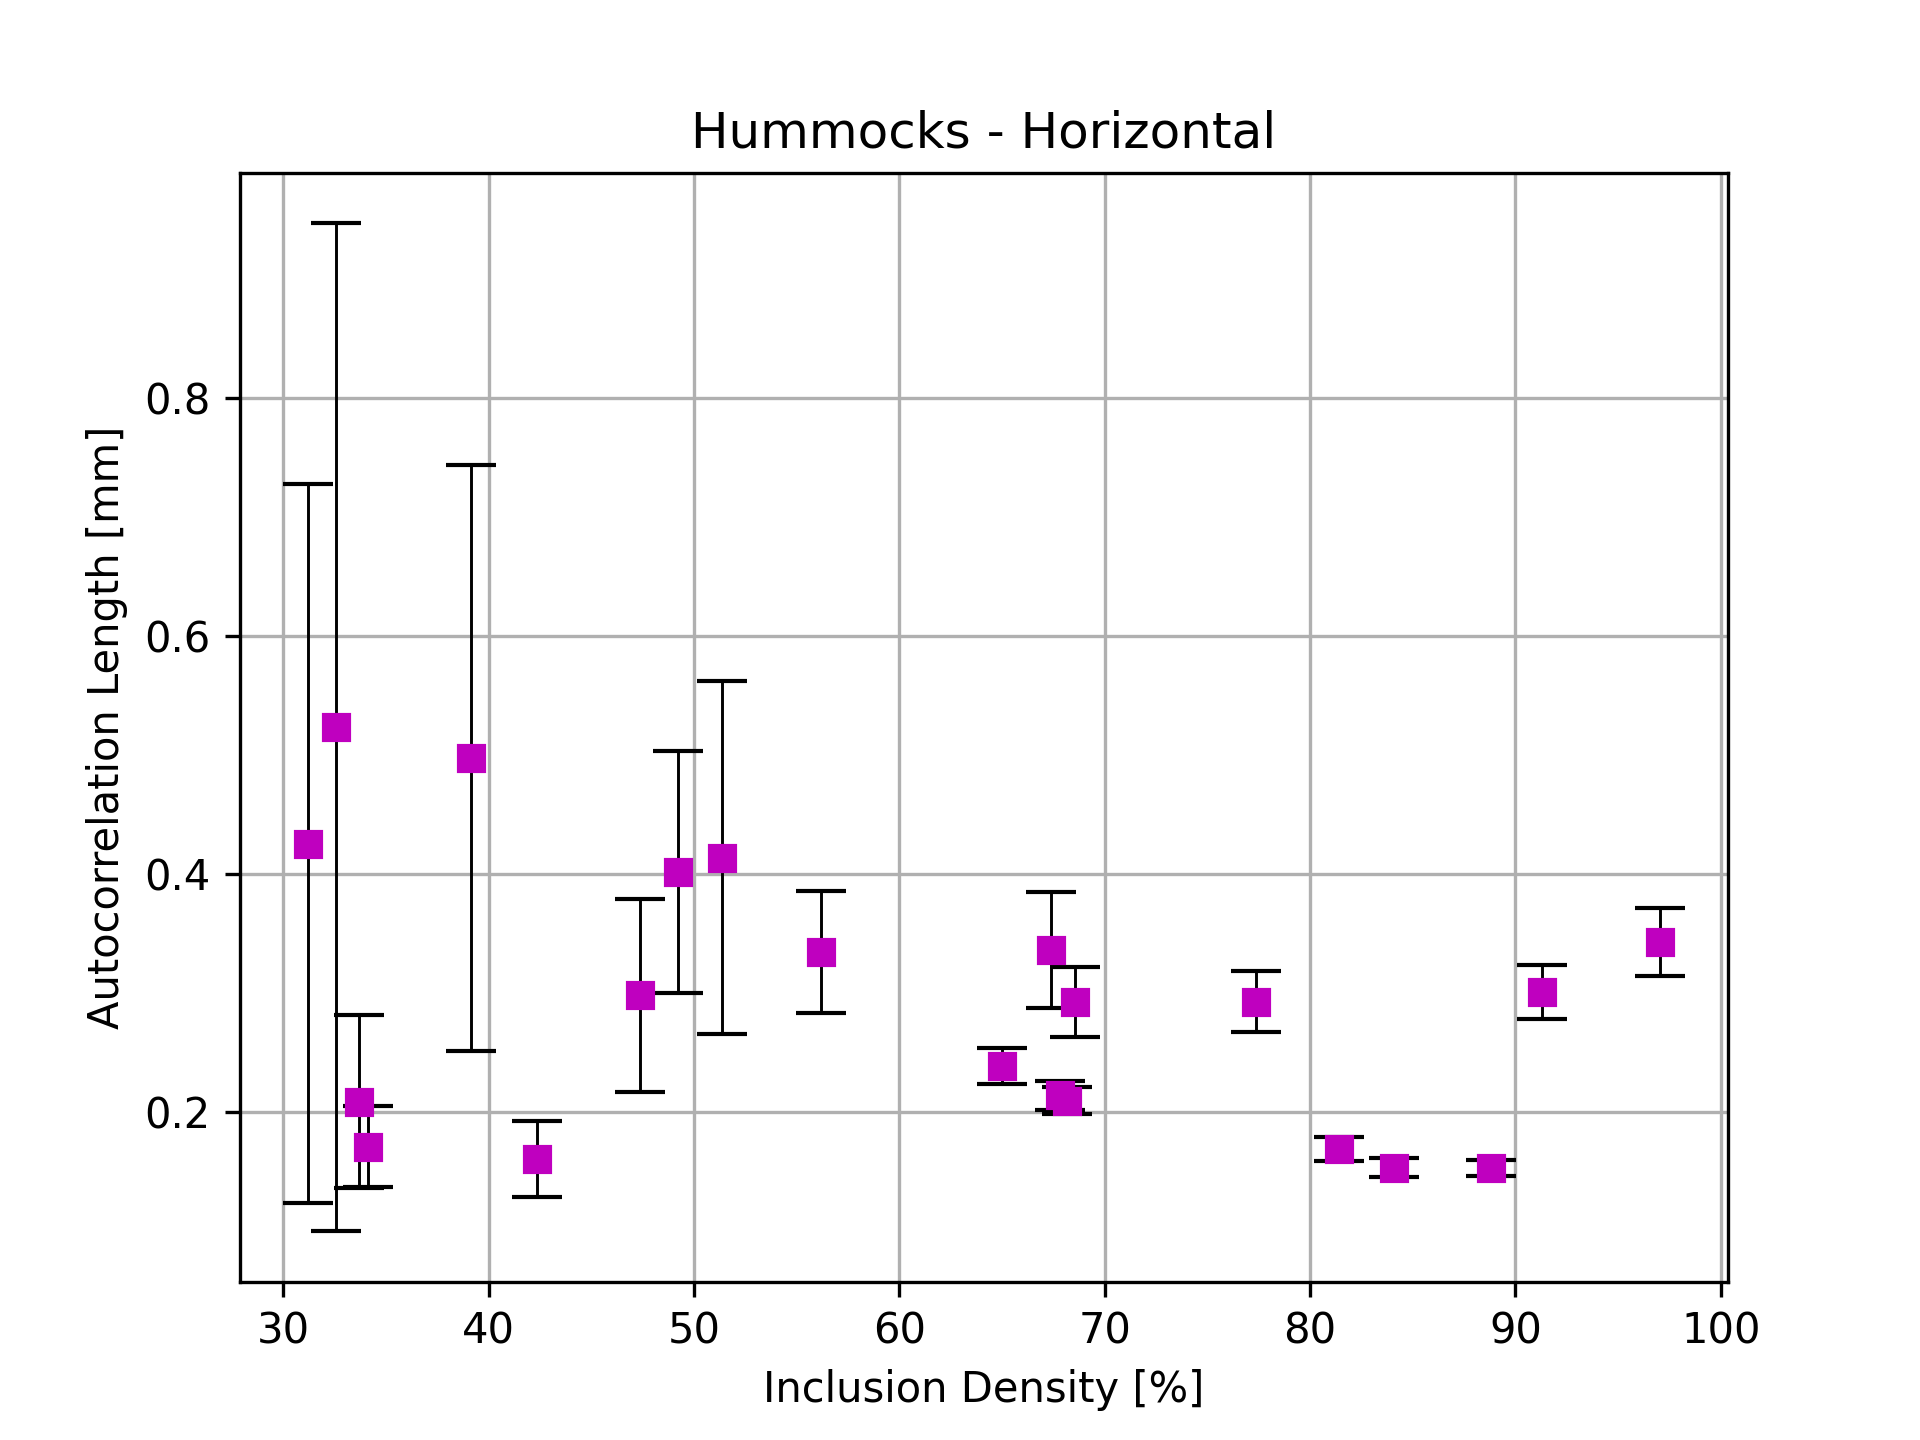 Hummocks - Horizontal
Autocorrelation Length [mm]
0.8
0.6
0.4
0.2
30 40 50 60 70 80 90 100
Inclusion Density [%]